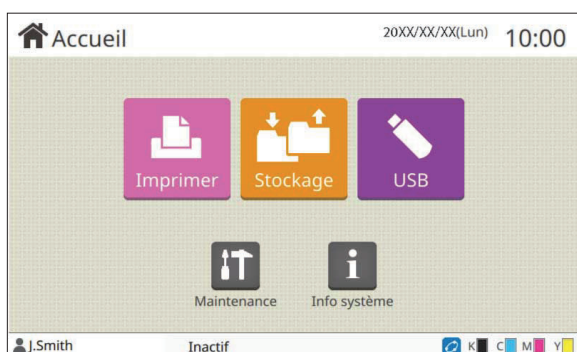 Accueil
20XX/XX/XX(Lun)
10:00
Imprimer
Stockage
USB
Maintenance
Info système
J.Smith
Inactif
K C M Y